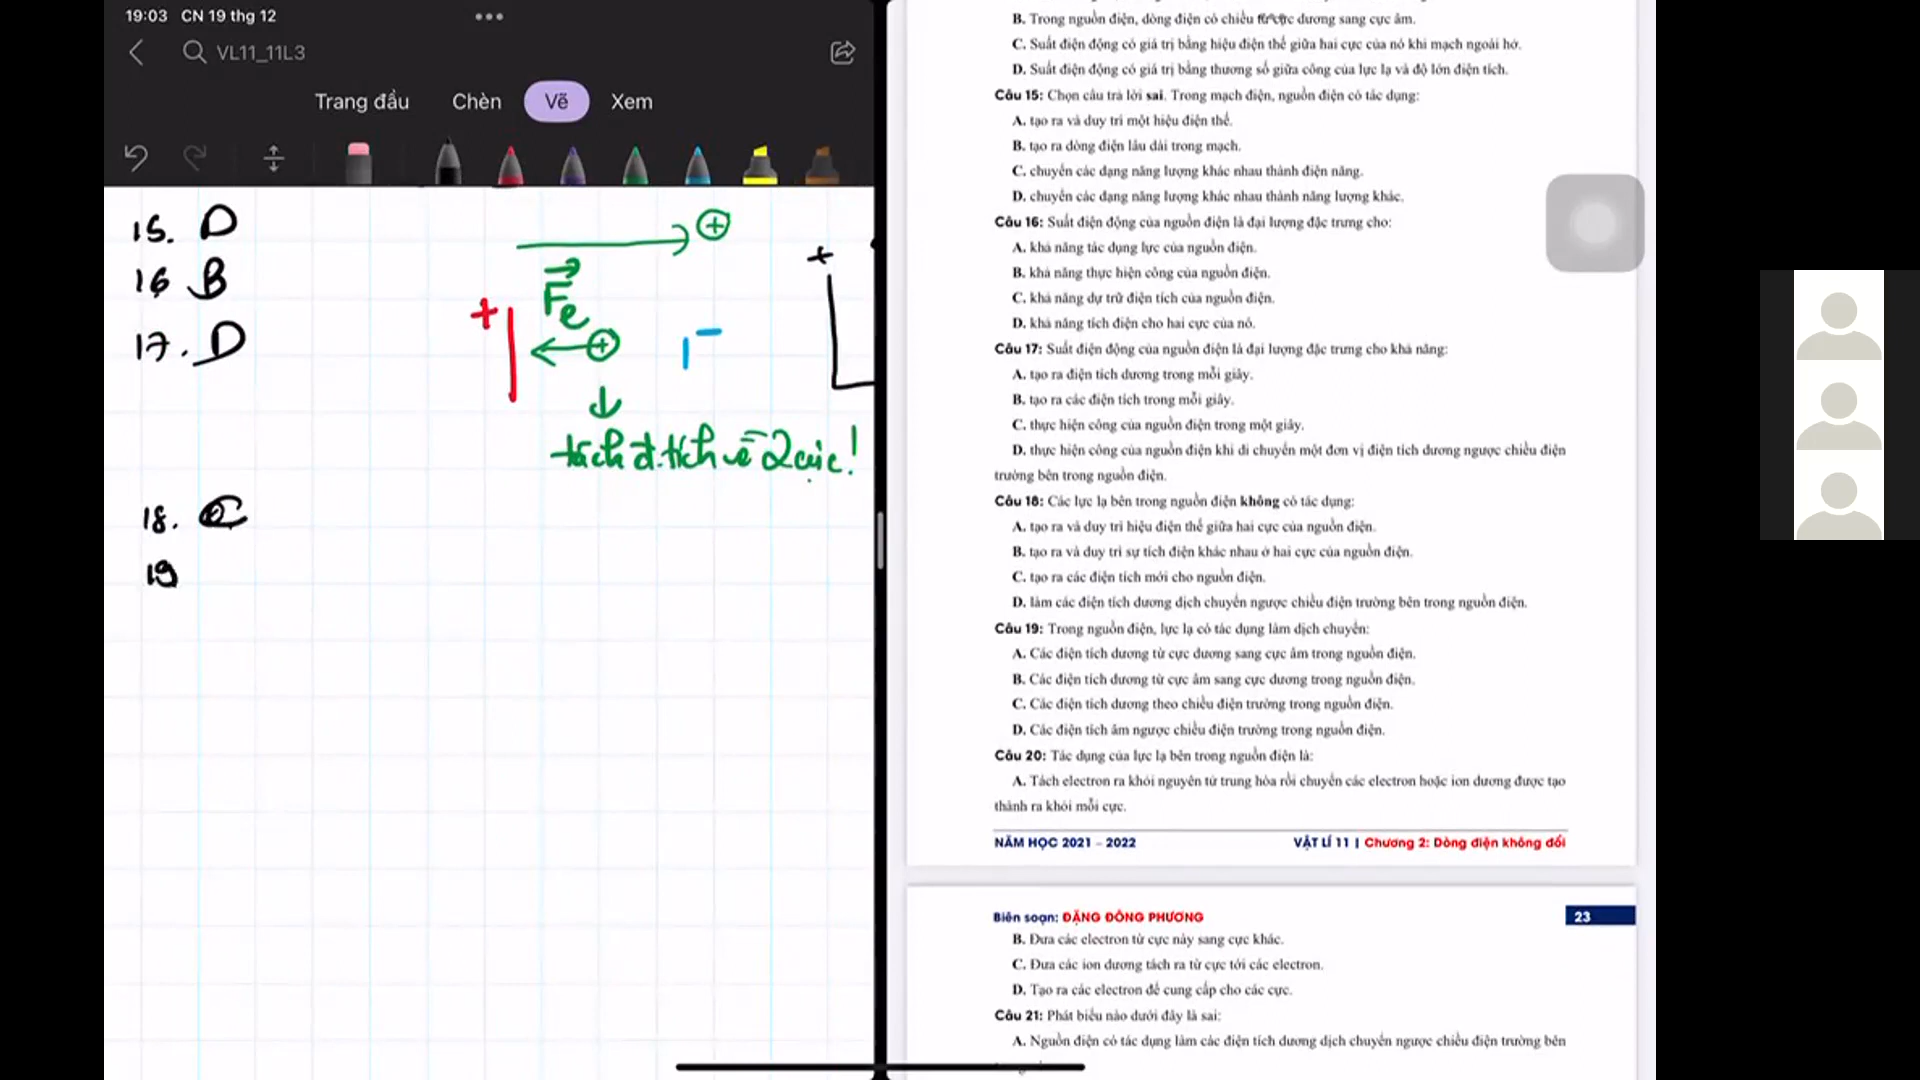 19:03 CN 19 thg 12
VL11_11L3
Trang đầu Chèn Vẽ Xem
15. D
16 B
17. D
+
Fe
+
+
tách đ.tích về 2 cực!
+
18. C
19
B. Trong nguồn điện, dòng điện có chiều từ cực dương sang cực âm.
C. Suất điện động có giá trị bằng hiệu điện thế giữa hai cực của nó khi mạch ngoài hở.
D. Suất điện động có giá trị bằng thương số giữa công của lực lạ và độ lớn điện tích.
Câu 15: Chọn câu trả lời sai. Trong mạch điện, nguồn điện có tác dụng:
A. tạo ra và duy trì một hiệu điện thế.
B. tạo ra dòng điện lâu dài trong mạch.
C. chuyển các dạng năng lượng khác nhau thành điện năng.
D. chuyển các dạng năng lượng khác nhau thành năng lượng khác.
Câu 16: Suất điện động của nguồn điện là đại lượng đặc trưng cho:
A. khả năng tác dụng lực của nguồn điện.
B. khả năng thực hiện công của nguồn điện.
C. khả năng dự trữ điện tích của nguồn điện.
D. khả năng tích điện cho hai cực của nó.
Câu 17: Suất điện động của nguồn điện là đại lượng đặc trưng cho khả năng:
A. tạo ra điện tích dương trong mỗi giây.
B. tạo ra các điện tích trong mỗi giây.
C. thực hiện công của nguồn điện trong một giây.
D. thực hiện công của nguồn điện khi di chuyển một đơn vị điện tích dương ngược chiều điện
trường bên trong nguồn điện.
Câu 18: Các lực lạ bên trong nguồn điện không có tác dụng:
A. tạo ra và duy trì hiệu điện thế giữa hai cực của nguồn điện.
B. tạo ra và duy trì sự tích điện khác nhau ở hai cực của nguồn điện.
C. tạo ra các điện tích mới cho nguồn điện.
D. làm các điện tích dương dịch chuyển ngược chiều điện trường bên trong nguồn điện.
Câu 19: Trong nguồn điện, lực lạ có tác dụng làm dịch chuyển:
A. Các điện tích dương từ cực dương sang cực âm trong nguồn điện.
B. Các điện tích dương từ cực âm sang cực dương trong nguồn điện.
C. Các điện tích dương theo chiều điện trường trong nguồn điện.
D. Các điện tích âm ngược chiều điện trường trong nguồn điện.
Câu 20: Tác dụng của lực lạ bên trong nguồn điện là:
A. Tách electron ra khỏi nguyên tử trung hòa rồi chuyển các electron hoặc ion dương được tạo
thành ra khỏi mỗi cực.
NĂM HỌC 2021 - 2022 VẬT LÍ 11 | Chương 2: Dòng điện không đổi
Biên soạn: ĐẶNG ĐÔNG PHƯƠNG 23
B. Đưa các electron từ cực này sang cực khác.
C. Đưa các ion dương tách ra từ cực tới các electron.
D. Tạo ra các electron để cung cấp cho các cực.
Câu 21: Phát biểu nào dưới đây là sai:
A. Nguồn điện có tác dụng làm các điện tích dương dịch chuyển ngược chiều điện trường bên